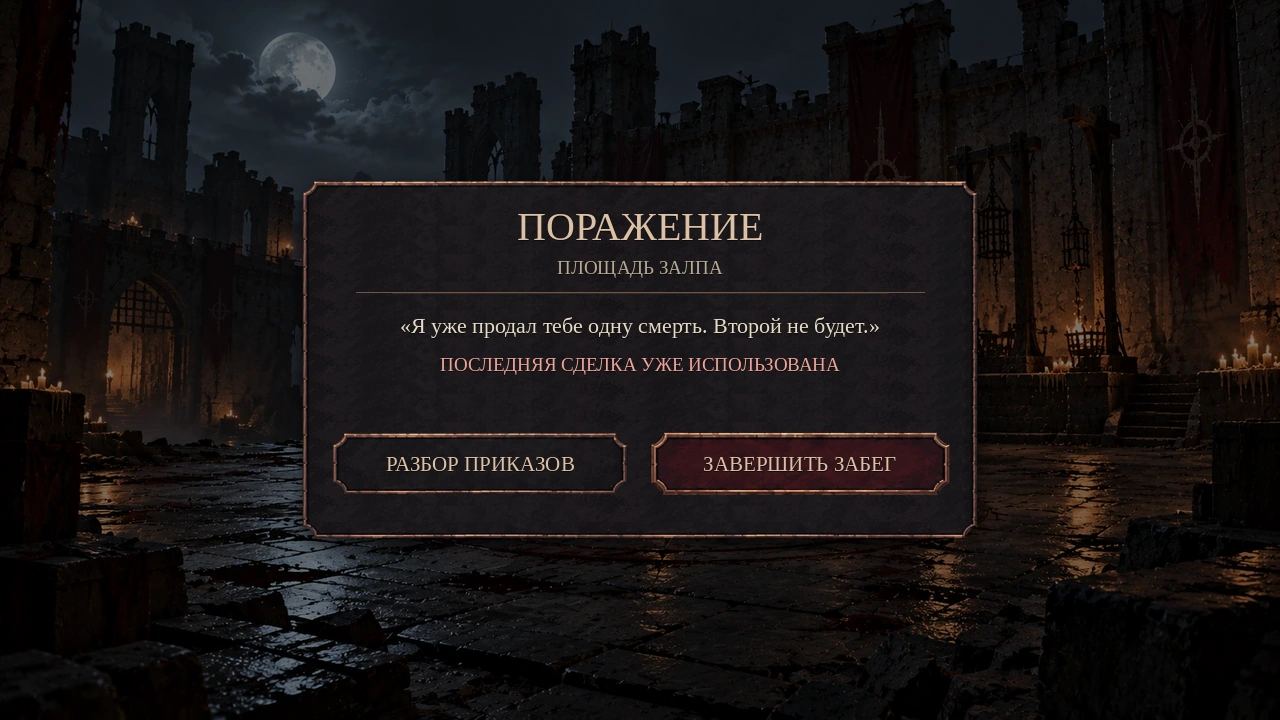 ПОРАЖЕНИЕ
ПЛОЩАДЬ ЗАЛПА
«Я уже продал тебе одну смерть. Второй не будет.»
ПОСЛЕДНЯЯ СДЕЛКА УЖЕ ИСПОЛЬЗОВАНА
РАЗБОР ПРИКАЗОВ
ЗАВЕРШИТЬ ЗАБЕГ